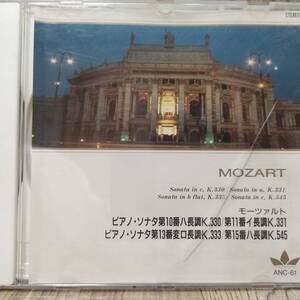 STEREO
MOZART
Sonata in c, K.330 Sonata in a, K.331
Sonata in b flat, K.333 Sonata in c, K.545
モーツァルト
ピアノ・ソナタ第10番ハ長調K.330 第11番イ長調K.331
ピアノ・ソナタ第13番変ロ長調K.333 第15番ハ長調K.545
ANC-61